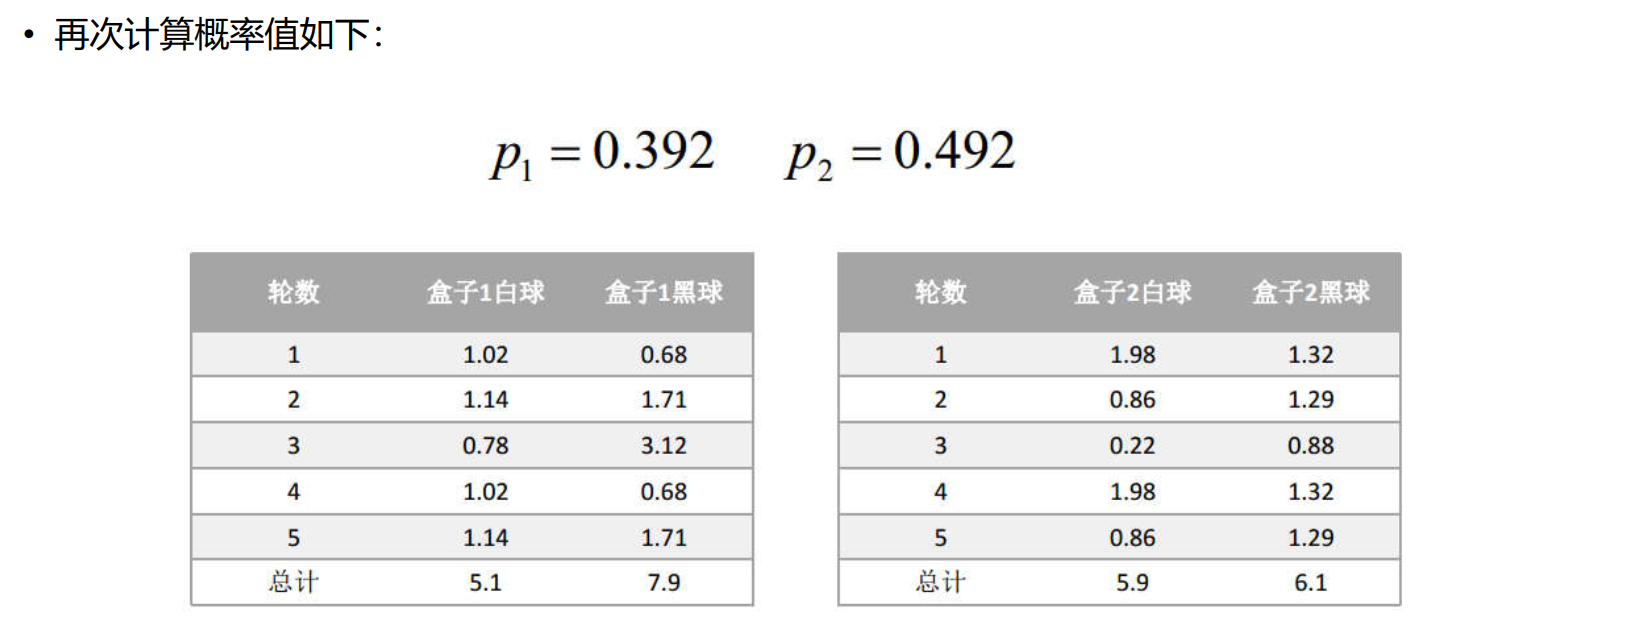 • 再次计算概率值如下：
p₁ = 0.392 p₂ = 0.492
轮数 盒子1白球 盒子1黑球
1 1.02 0.68
2 1.14 1.71
3 0.78 3.12
4 1.02 0.68
5 1.14 1.71
总计 5.1 7.9
轮数 盒子2白球 盒子2黑球
1 1.98 1.32
2 0.86 1.29
3 0.22 0.88
4 1.98 1.32
5 0.86 1.29
总计 5.9 6.1